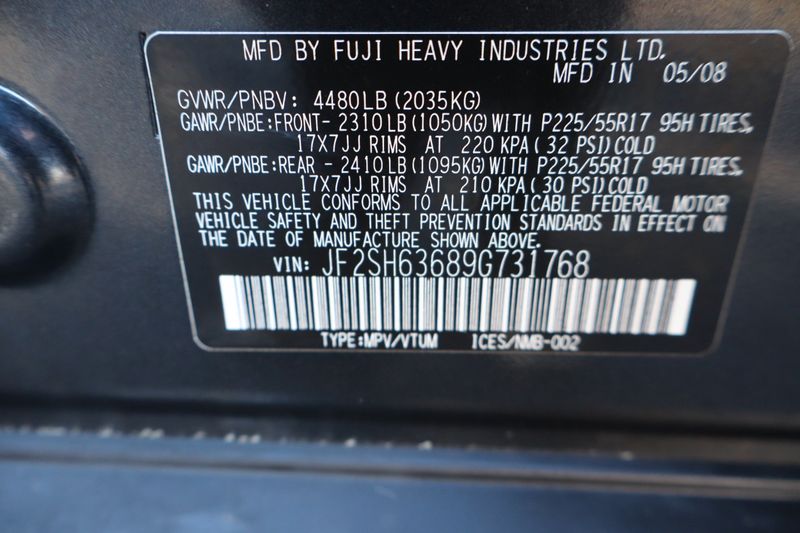 MFD BY FUJI HEAVY INDUSTRIES LTD.
MFD IN 05/08
GVWR/PNBV: 4480LB (2035KG)
GAWR/PNBE:FRONT- 2310LB (1050KG) WITH P225/55R17 95H TIRES,
17X7JJ RIMS AT 220 KPA ( 32 PSI) COLD
GAWR/PNBE:REAR - 2410LB (1095KG) WITH P225/55R17 95H TIRES,
17X7JJ RIMS AT 210 KPA ( 30 PSI) COLD
THIS VEHICLE CONFORMS TO ALL APPLICABLE FEDERAL MOTOR
VEHICLE SAFETY AND THEFT PREVENTION STANDARDS IN EFFECT ON
THE DATE OF MANUFACTURE SHOWN ABOVE.
VIN: JF2SH63689G731768
TYPE:MPV/VTUM ICES/NMB-002